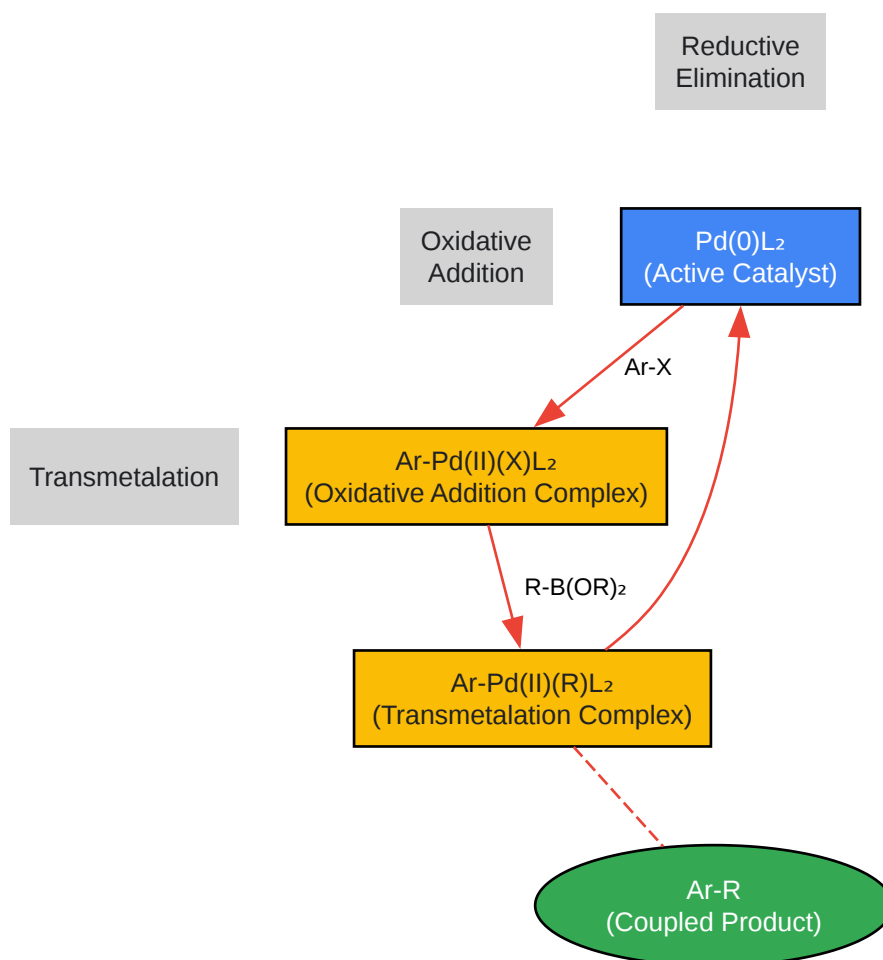 Reductive
Elimination
Oxidative
Addition
Pd(0)L₂
(Active Catalyst)
Ar-X
Transmetalation
Ar-Pd(II)(X)L₂
(Oxidative Addition Complex)
R-B(OR)₂
Ar-Pd(II)(R)L₂
(Transmetalation Complex)
Ar-R
(Coupled Product)